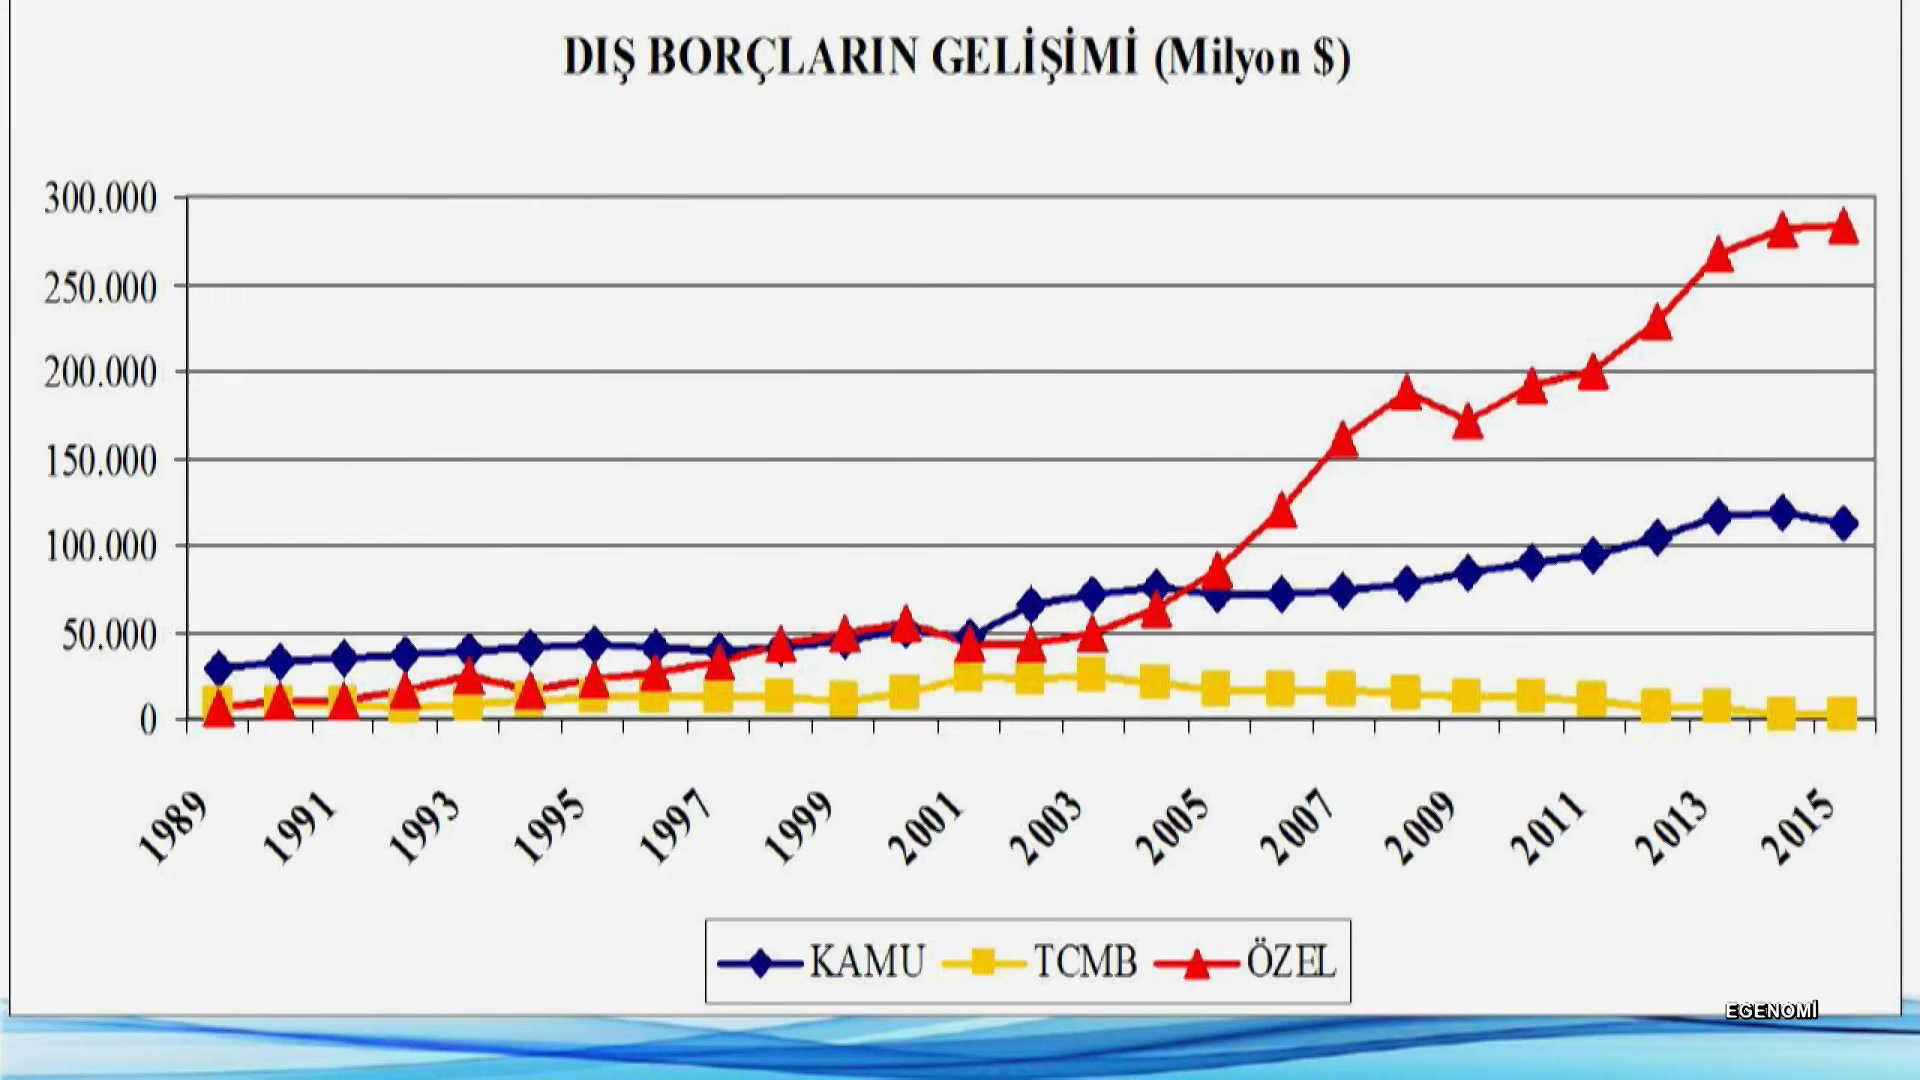 DIŞ BORÇLARIN GELİŞİMİ (Milyon $)
300.000
250.000
200.000
150.000
100.000
50.000
0
1989 1991 1993 1995 1997 1999 2001 2003 2005 2007 2009 2011 2013 2015
KAMU TCMB ÖZEL
EGENOMİ